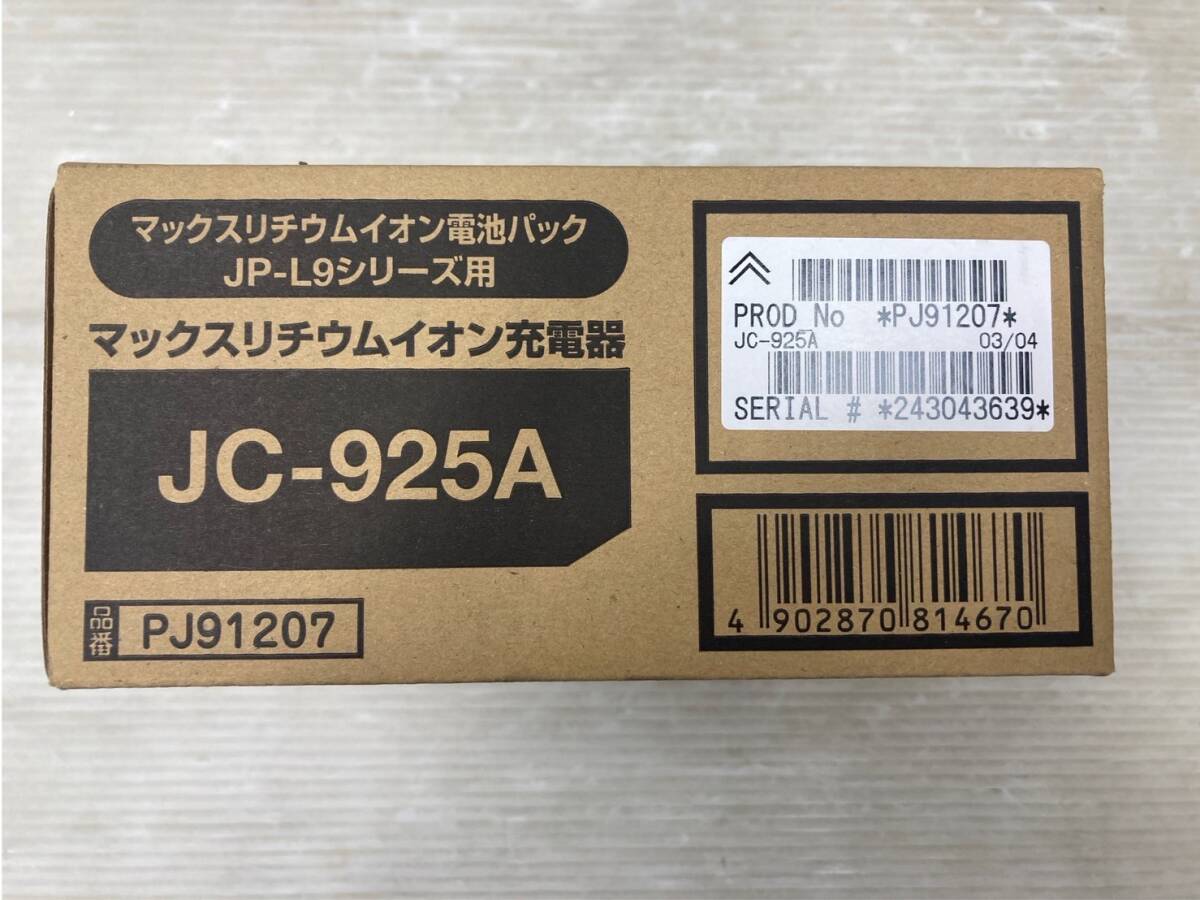 マックスリチウムイオン電池パック
JP-L9シリーズ用
マックスリチウムイオン充電器
JC-925A
品番 PJ91207
PROD No *PJ91207*
JC-925A 03/04
SERIAL # *243043639*
4 902870 814670